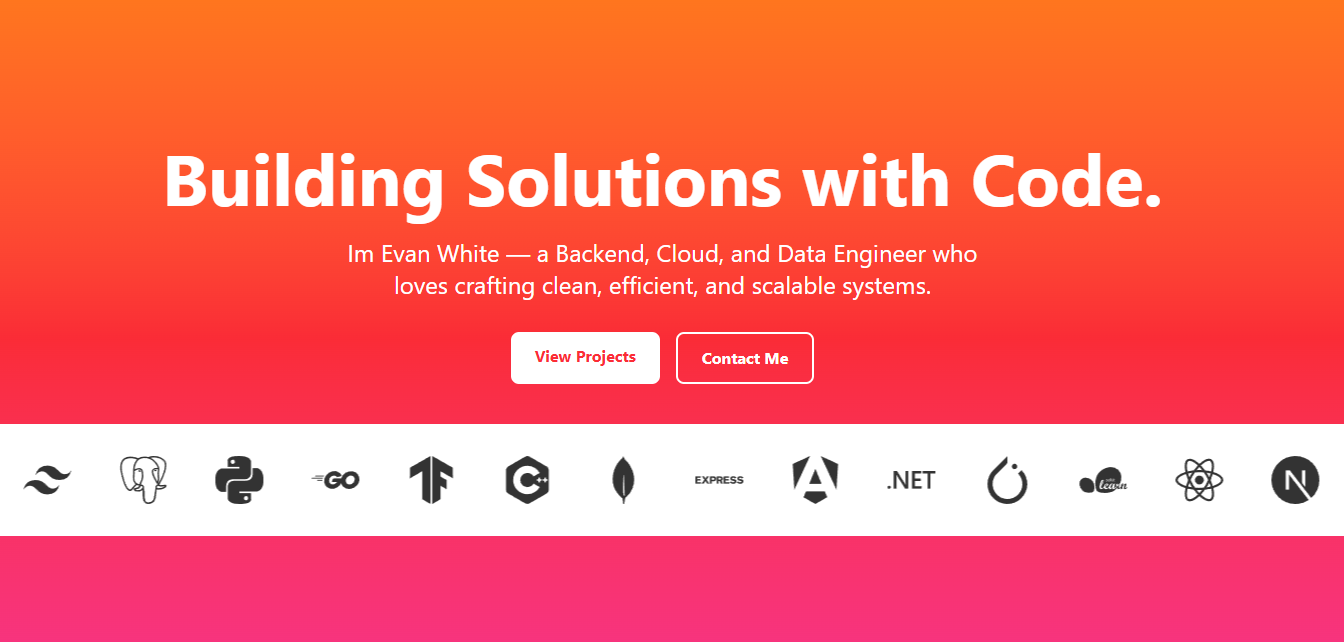 Building Solutions with Code.
Im Evan White — a Backend, Cloud, and Data Engineer who
loves crafting clean, efficient, and scalable systems.
View Projects
Contact Me
GO
C++
EXPRESS
.NET
learn
N